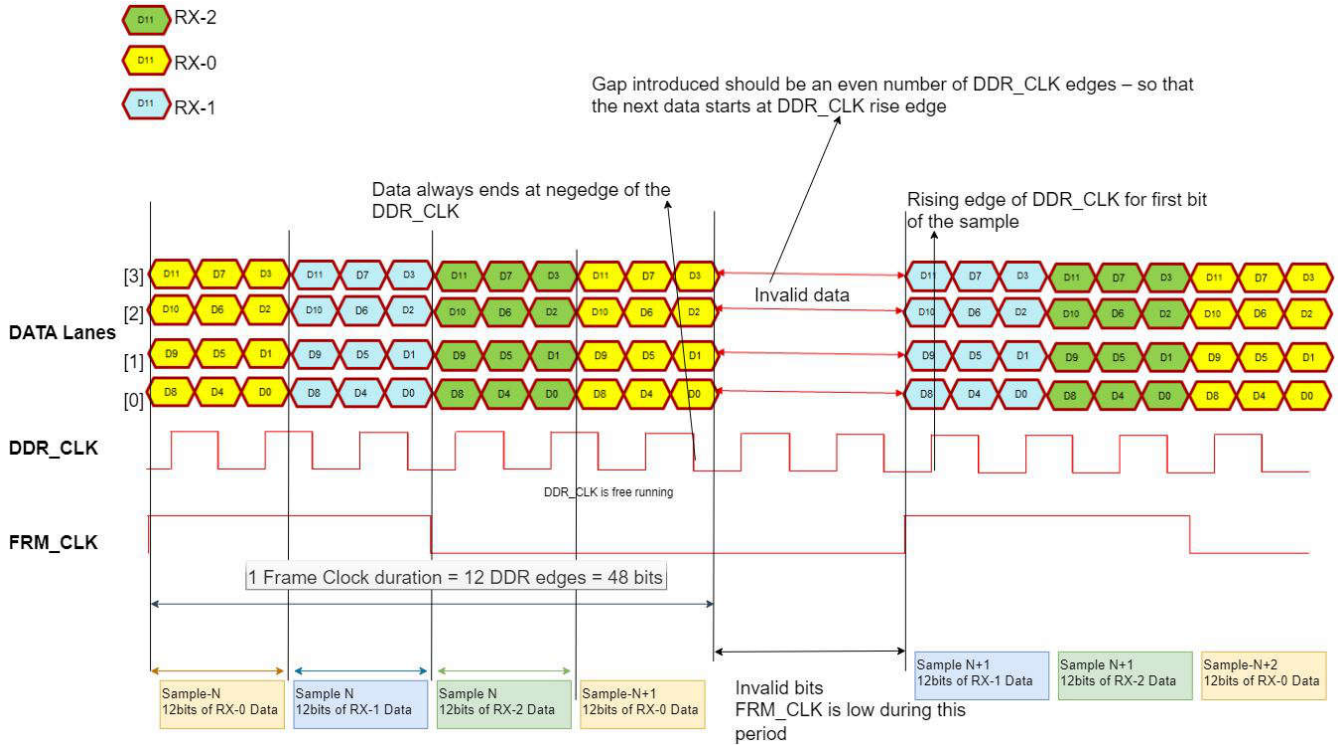 D11 RX-2
D11 RX-0
D11 RX-1
Gap introduced should be an even number of DDR_CLK edges – so that
the next data starts at DDR_CLK rise edge
Data always ends at negedge of the
DDR_CLK
Rising edge of DDR_CLK for first bit
of the sample
[3] D11 D7 D3 D11 D7 D3 D11 D7 D3 D11 D7 D3 D11 D7 D3 D11 D7 D3 D11 D7 D3
Invalid data
[2] D10 D6 D2 D10 D6 D2 D10 D6 D2 D10 D6 D2 D10 D6 D2 D10 D6 D2 D10 D6 D2
DATA Lanes
[1] D9 D5 D1 D9 D5 D1 D9 D5 D1 D9 D5 D1 D9 D5 D1 D9 D5 D1 D9 D5 D1
[0] D8 D4 D0 D8 D4 D0 D8 D4 D0 D8 D4 D0 D8 D4 D0 D8 D4 D0 D8 D4 D0
DDR_CLK
DDR_CLK is free running
FRM_CLK
1 Frame Clock duration = 12 DDR edges = 48 bits
Sample-N
12bits of RX-0 Data
Sample N
12bits of RX-1 Data
Sample N
12bits of RX-2 Data
Sample-N+1
12bits of RX-0 Data
Invalid bits
FRM_CLK is low during this
period
Sample N+1
12bits of RX-1 Data
Sample N+1
12bits of RX-2 Data
Sample-N+2
12bits of RX-0 Data